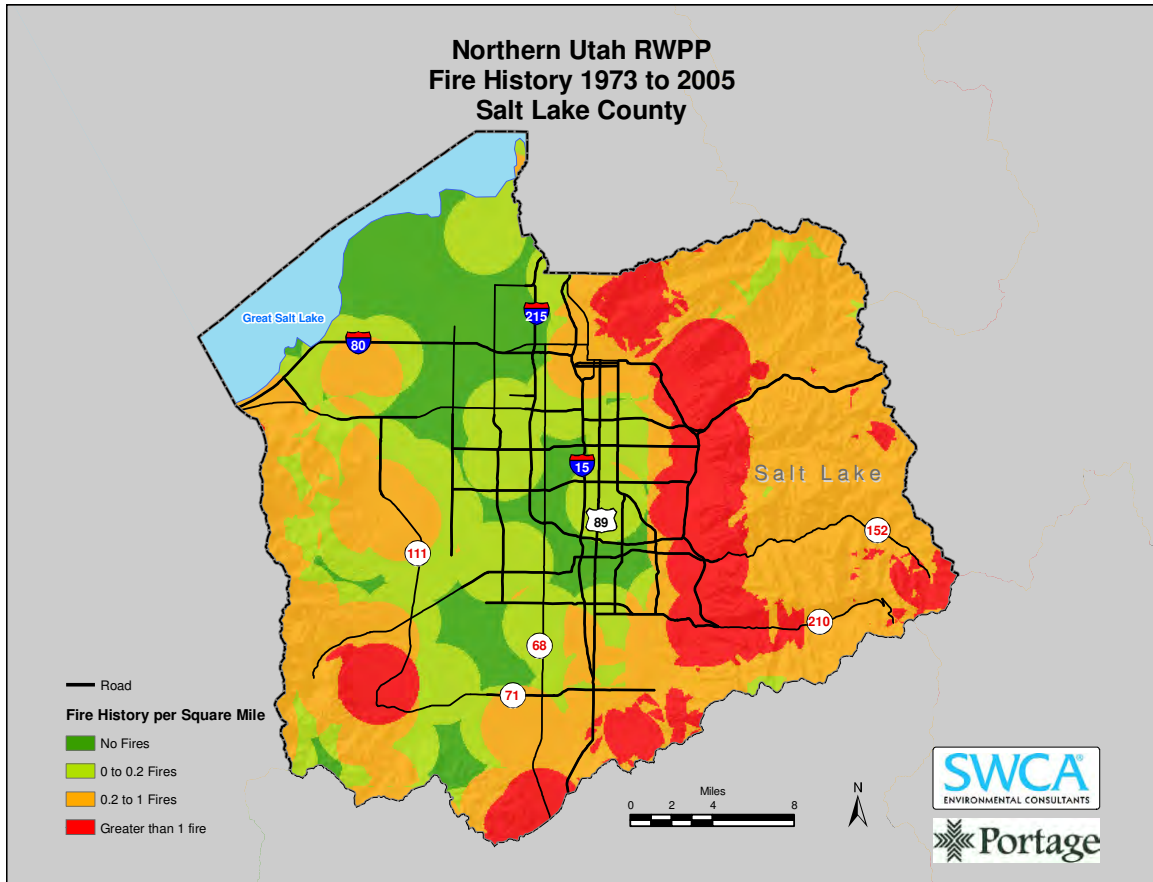 Northern Utah RWPP
Fire History 1973 to 2005
Salt Lake County
Great Salt Lake
215
80
15
Salt Lake
89
152
111
210
68
71
Road
Fire History per Square Mile
No Fires
0 to 0.2 Fires
0.2 to 1 Fires
Greater than 1 fire
Miles
0 2 4 8
N
SWCA®
ENVIRONMENTAL CONSULTANTS
Portage